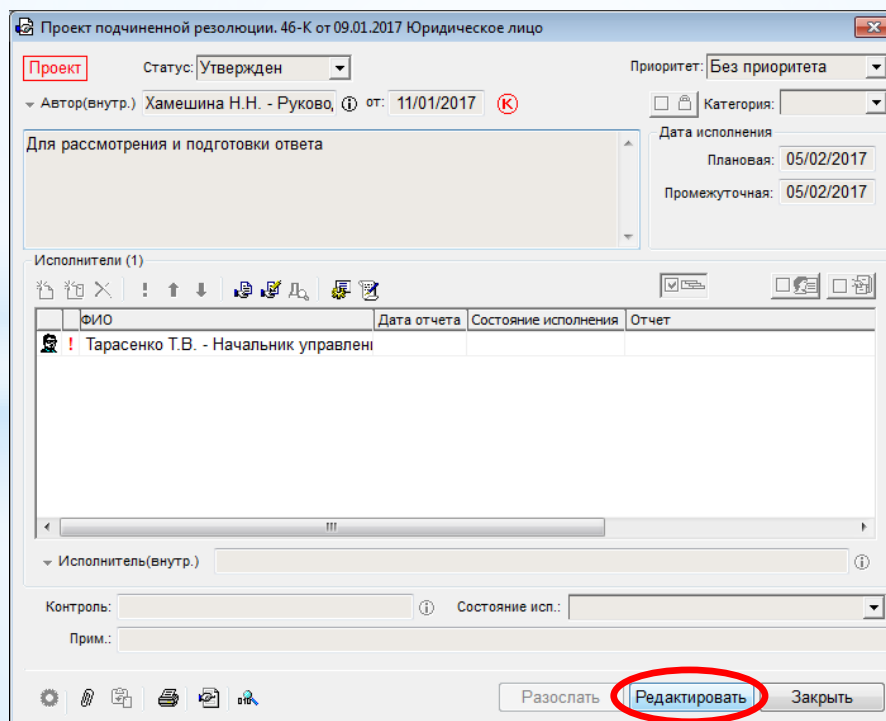 Проект подчиненной резолюции. 46-К от 09.01.2017 Юридическое лицо
Проект Статус: Утвержден Приоритет: Без приоритета
Автор(внутр.) Хамешина Н.Н. - Руково, от: 11/01/2017 К Категория:
Для рассмотрения и подготовки ответа
Дата исполнения
Плановая: 05/02/2017
Промежуточная: 05/02/2017
Исполнители (1)
ФИО Дата отчета Состояние исполнения Отчет
! Тарасенко Т.В. - Начальник управлен
Исполнитель(внутр.)
Контроль: Состояние исп.:
Прим.:
Разослать Редактировать Закрыть